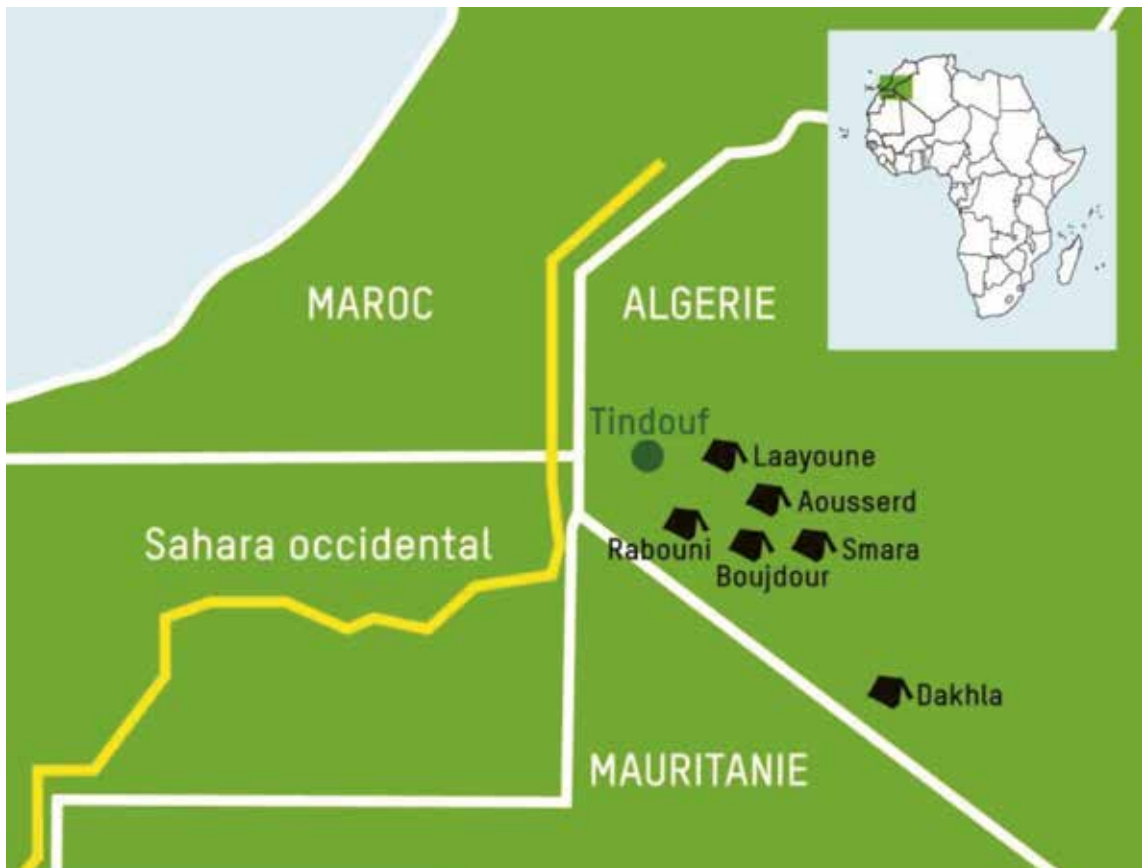 MAROC
ALGERIE
Tindouf
Laayoune
Aousserd
Sahara occidental
Rabouni
Boujdour
Smara
Dakhla
MAURITANIE